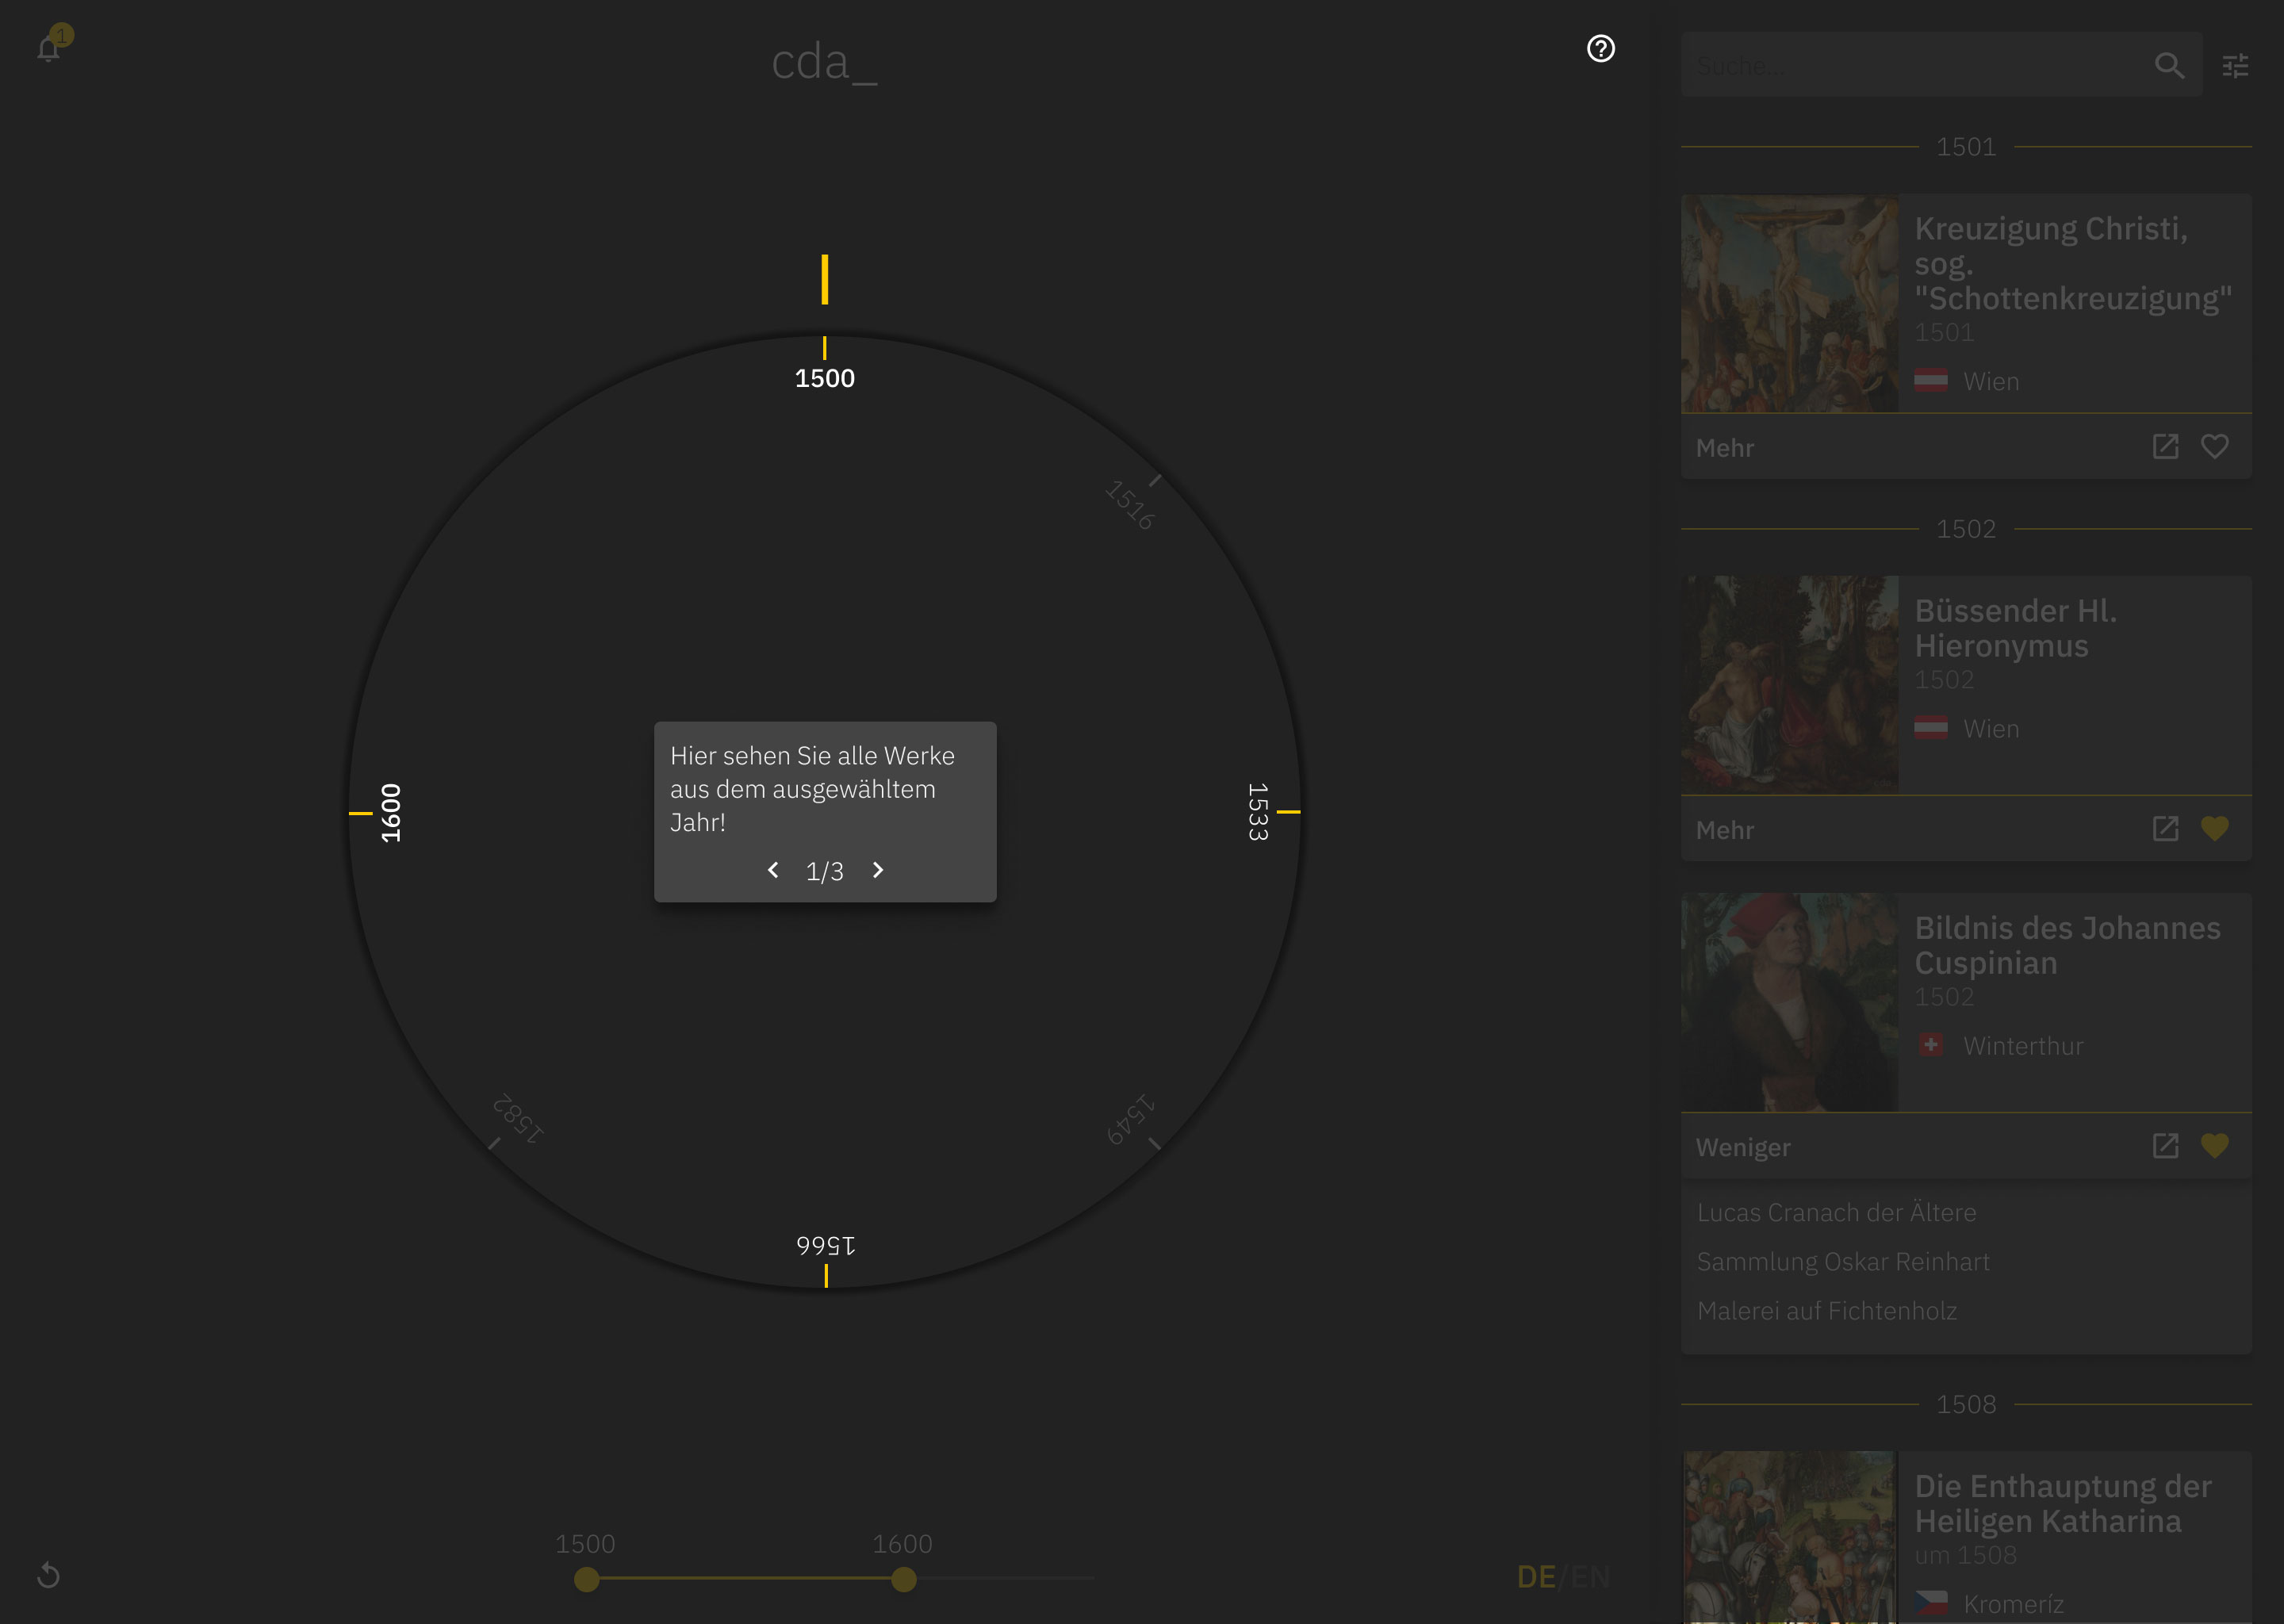 1
cda_
1500
1516
1533
1549
1566
1582
1600
Hier sehen Sie alle Werke
aus dem ausgewähltem
Jahr!
1/3
1500
1600
DE/EN
Suche...
1501
Kreuzigung Christi,
sog.
"Schottenkreuzigung"
1501
Wien
Mehr
1502
Büssender Hl.
Hieronymus
1502
Wien
Mehr
Bildnis des Johannes
Cuspinian
1502
Winterthur
Weniger
Lucas Cranach der Ältere
Sammlung Oskar Reinhart
Malerei auf Fichtenholz
1508
Die Enthauptung der
Heiligen Katharina
um 1508
Kromeríz